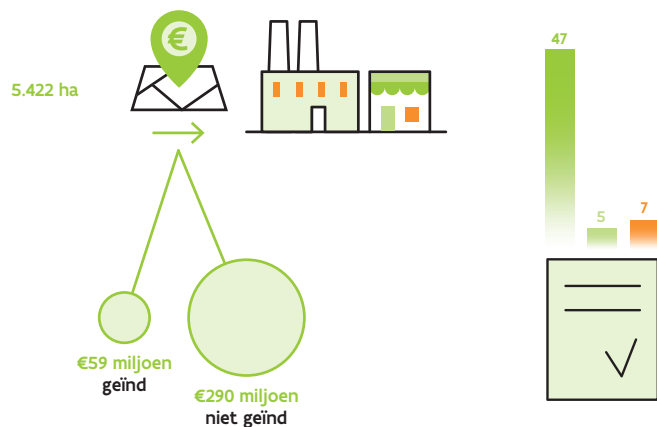 5.422 ha
€
€59 miljoen
geïnd
€290 miljoen
niet geïnd
47
5
7